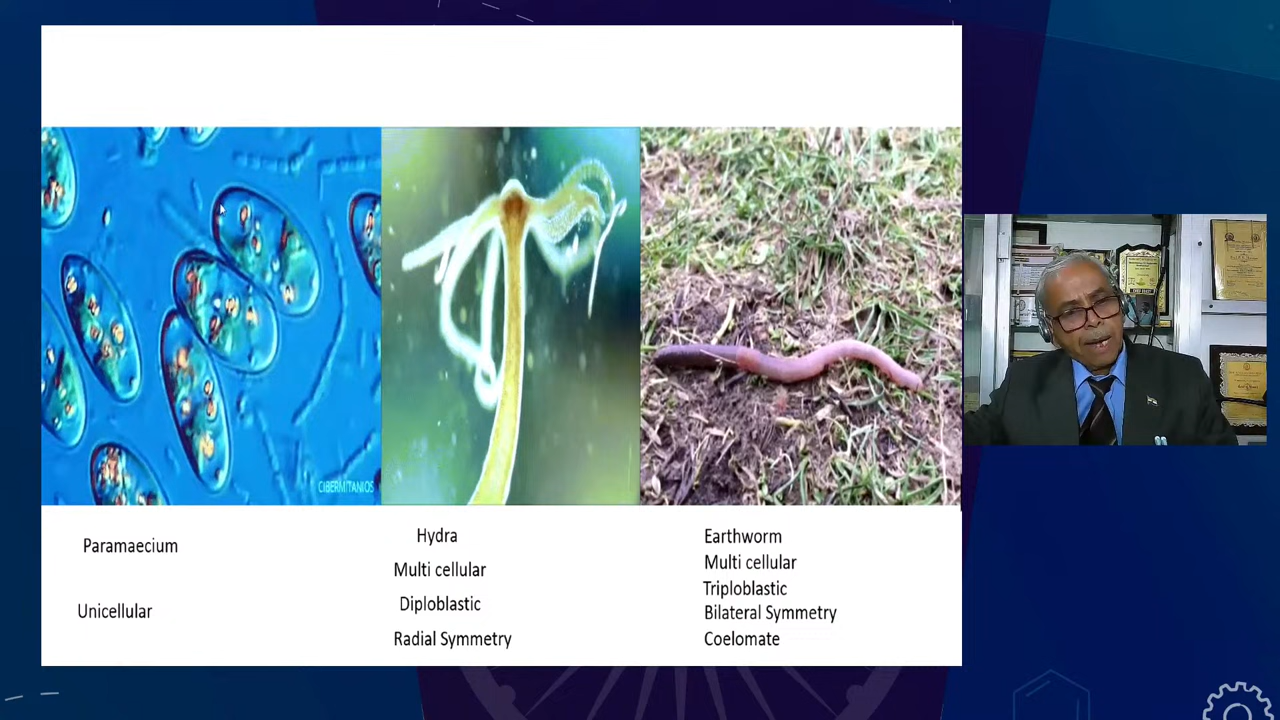 CIBERMITANIOS
Paramaecium
Unicellular
Hydra
Multi cellular
Diploblastic
Radial Symmetry
Earthworm
Multi cellular
Triploblastic
Bilateral Symmetry
Coelomate